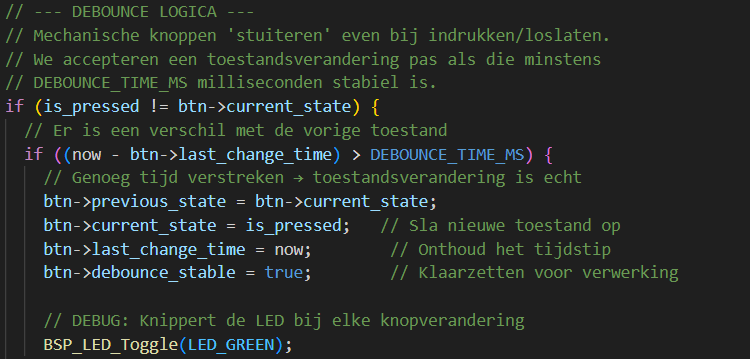 // --- DEBOUNCE LOGICA ---
// Mechanische knoppen 'stuiteren' even bij indrukken/loslaten.
// We accepteren een toestandsverandering pas als die minstens
// DEBOUNCE_TIME_MS milliseconden stabiel is.
if (is_pressed != btn->current_state) {
  // Er is een verschil met de vorige toestand
  if ((now - btn->last_change_time) > DEBOUNCE_TIME_MS) {
    // Genoeg tijd verstreken → toestandsverandering is echt
    btn->previous_state = btn->current_state;
    btn->current_state = is_pressed;   // Sla nieuwe toestand op
    btn->last_change_time = now;        // Onthoud het tijdstip
    btn->debounce_stable = true;        // Klaarzetten voor verwerking

    // DEBUG: Knippert de LED bij elke knopverandering
    BSP_LED_Toggle(LED_GREEN);